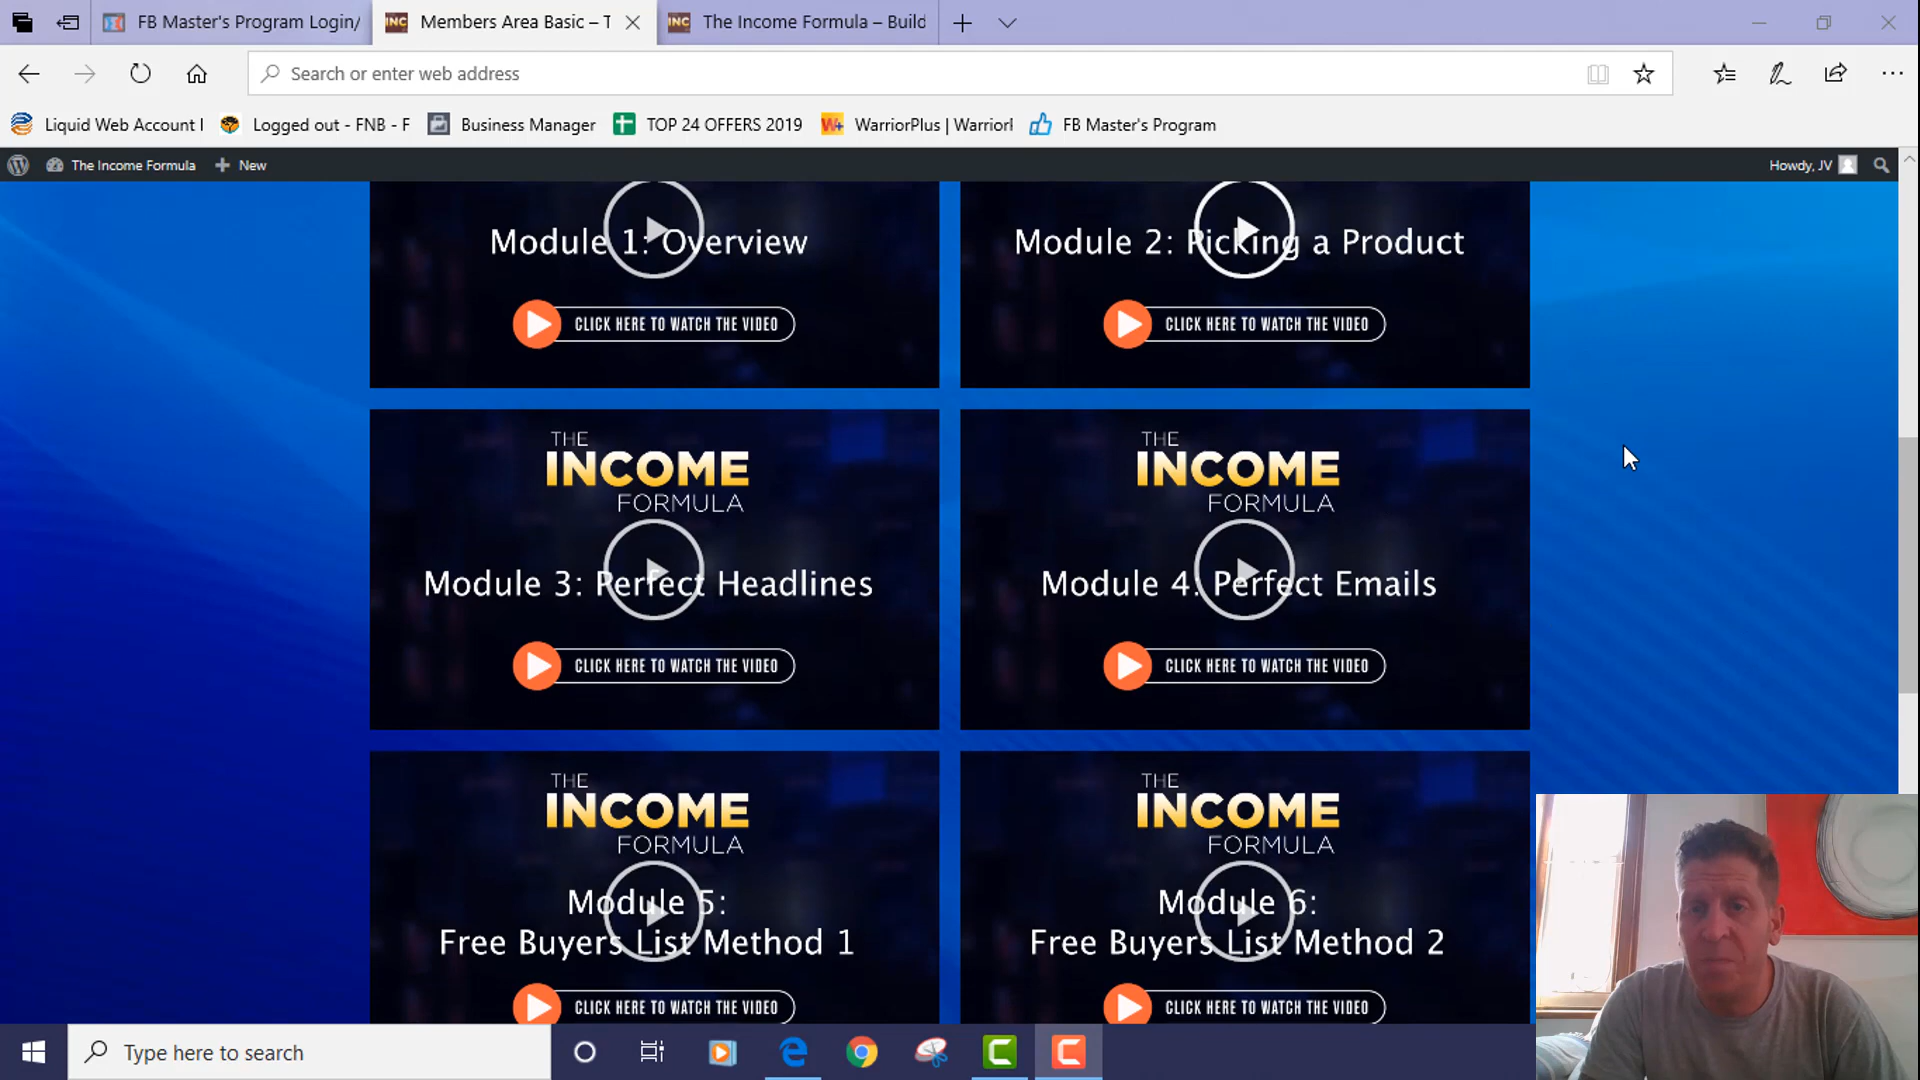 FB Master's Program Login/
Members Area Basic – T
The Income Formula – Build
Search or enter web address
Liquid Web Account I
Logged out - FNB - F
Business Manager
TOP 24 OFFERS 2019
WarriorPlus | WarriorI
FB Master's Program
The Income Formula
New
Howdy, JV
Module 1: Overview
Module 2: Picking a Product
CLICK HERE TO WATCH THE VIDEO
CLICK HERE TO WATCH THE VIDEO
THE
INCOME
FORMULA
THE
INCOME
FORMULA
Module 3: Perfect Headlines
Module 4: Perfect Emails
CLICK HERE TO WATCH THE VIDEO
CLICK HERE TO WATCH THE VIDEO
THE
INCOME
FORMULA
THE
INCOME
FORMULA
Module 5:
Free Buyers List Method 1
Module 6:
Free Buyers List Method 2
CLICK HERE TO WATCH THE VIDEO
CLICK HERE TO WATCH THE VIDEO
Type here to search